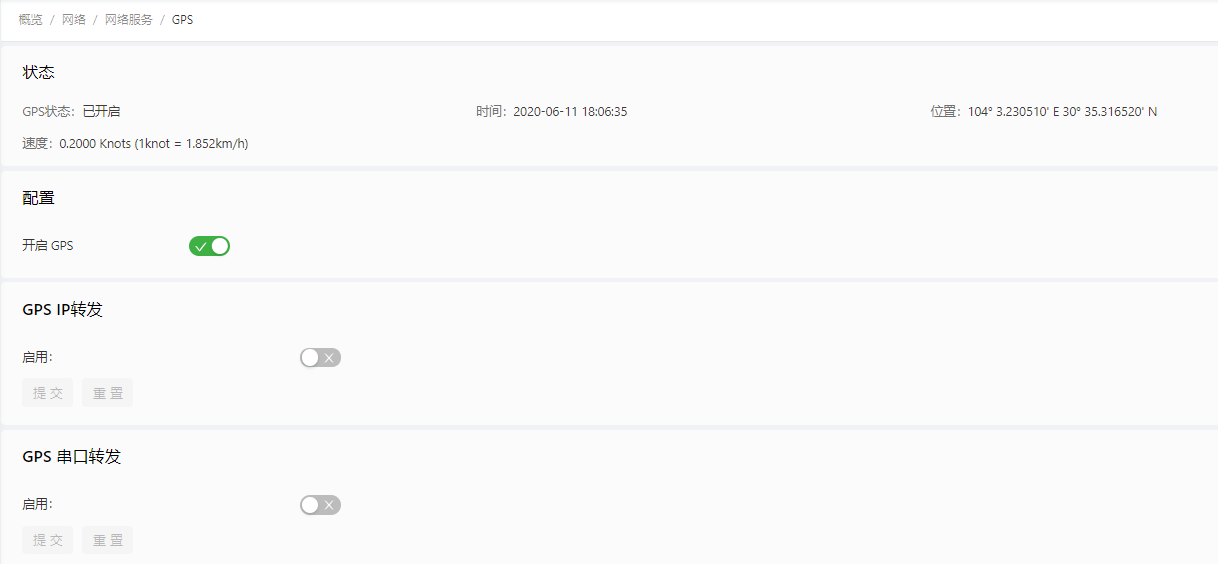 概览 / 网络 / 网络服务 / GPS
状态
GPS状态: 已开启 时间: 2020-06-11 18:06:35 位置: 104° 3.230510' E 30° 35.316520' N
速度: 0.2000 Knots (1knot = 1.852km/h)
配置
开启 GPS
GPS IP转发
启用:
提 交 重 置
GPS 串口转发
启用:
提 交 重 置